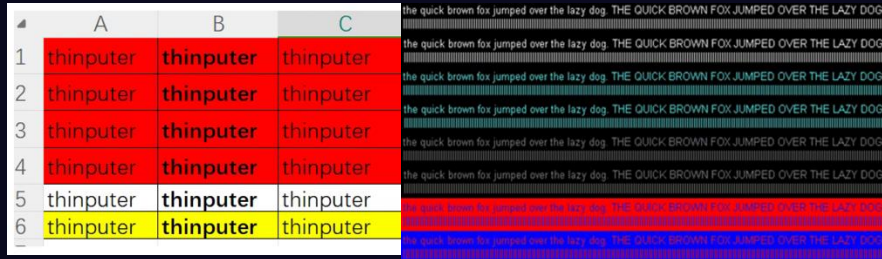 A B C
1 thinputer thinputer thinputer
2 thinputer thinputer thinputer
3 thinputer thinputer thinputer
4 thinputer thinputer thinputer
5 thinputer thinputer thinputer
6 thinputer thinputer thinputer
the quick brown fox jumped over the lazy dog. THE QUICK BROWN FOX JUMPED OVER THE LAZY DOG
the quick brown fox jumped over the lazy dog. THE QUICK BROWN FOX JUMPED OVER THE LAZY DOG
the quick brown fox jumped over the lazy dog. THE QUICK BROWN FOX JUMPED OVER THE LAZY DOG
the quick brown fox jumped over the lazy dog. THE QUICK BROWN FOX JUMPED OVER THE LAZY DOG
the quick brown fox jumped over the lazy dog. THE QUICK BROWN FOX JUMPED OVER THE LAZY DOG
the quick brown fox jumped over the lazy dog. THE QUICK BROWN FOX JUMPED OVER THE LAZY DOG
the quick brown fox jumped over the lazy dog. THE QUICK BROWN FOX JUMPED OVER THE LAZY DOG
the quick brown fox jumped over the lazy dog. THE QUICK BROWN FOX JUMPED OVER THE LAZY DOG